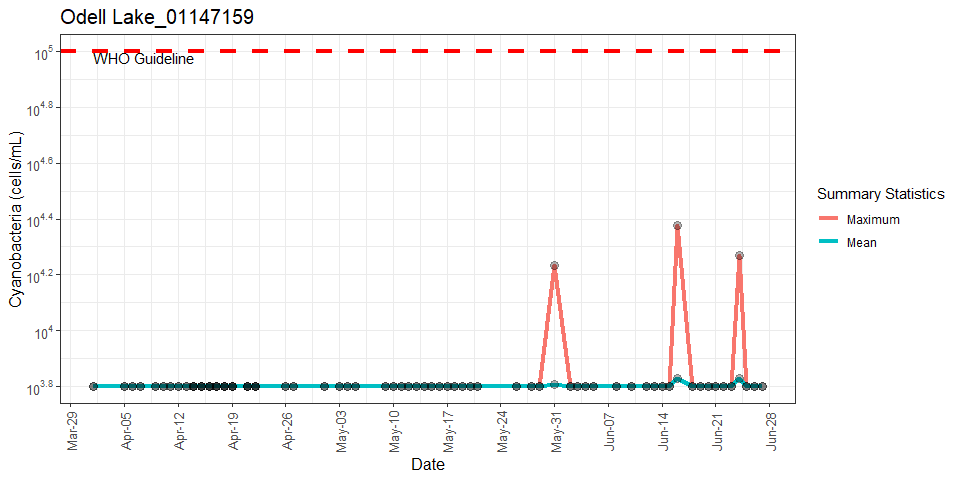 Odell Lake_01147159
10^5
WHO Guideline
10^4.8
10^4.6
10^4.4
10^4.2
10^4
10^3.8
Cyanobacteria (cells/mL)
Mar-29
Apr-05
Apr-12
Apr-19
Apr-26
May-03
May-10
May-17
May-24
May-31
Jun-07
Jun-14
Jun-21
Jun-28
Date
Summary Statistics
Maximum
Mean